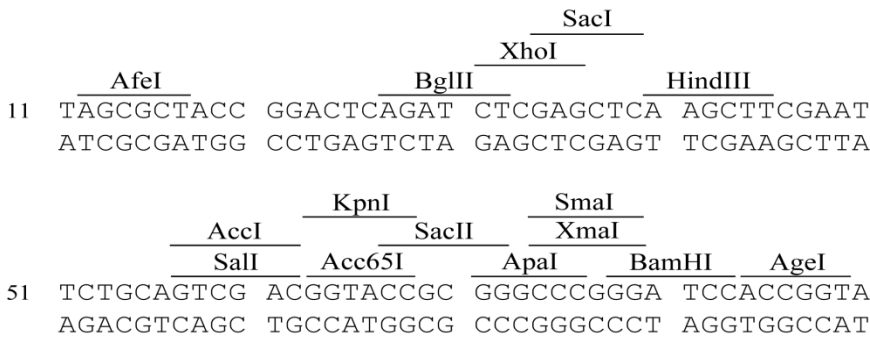 SacI
XhoI
AfeI BglII HindIII
11 TAGCGCTACC GGACTCAGAT CTCGAGCTCA AGCTTCGAAT
ATCGCGATGG CCTGAGTCTA GAGCTCGAGT TCGAAGCTTA
KpnI SmaI
AccI SacII XmaI
SalI Acc65I ApaI BamHI AgeI
51 TCTGCAGTCG ACGGTACCGC GGGCCCGGGA TCCACCGGTA
AGACGTCAGC TGCCATGGCG CCCGGGCCCT AGGTGGCCAT